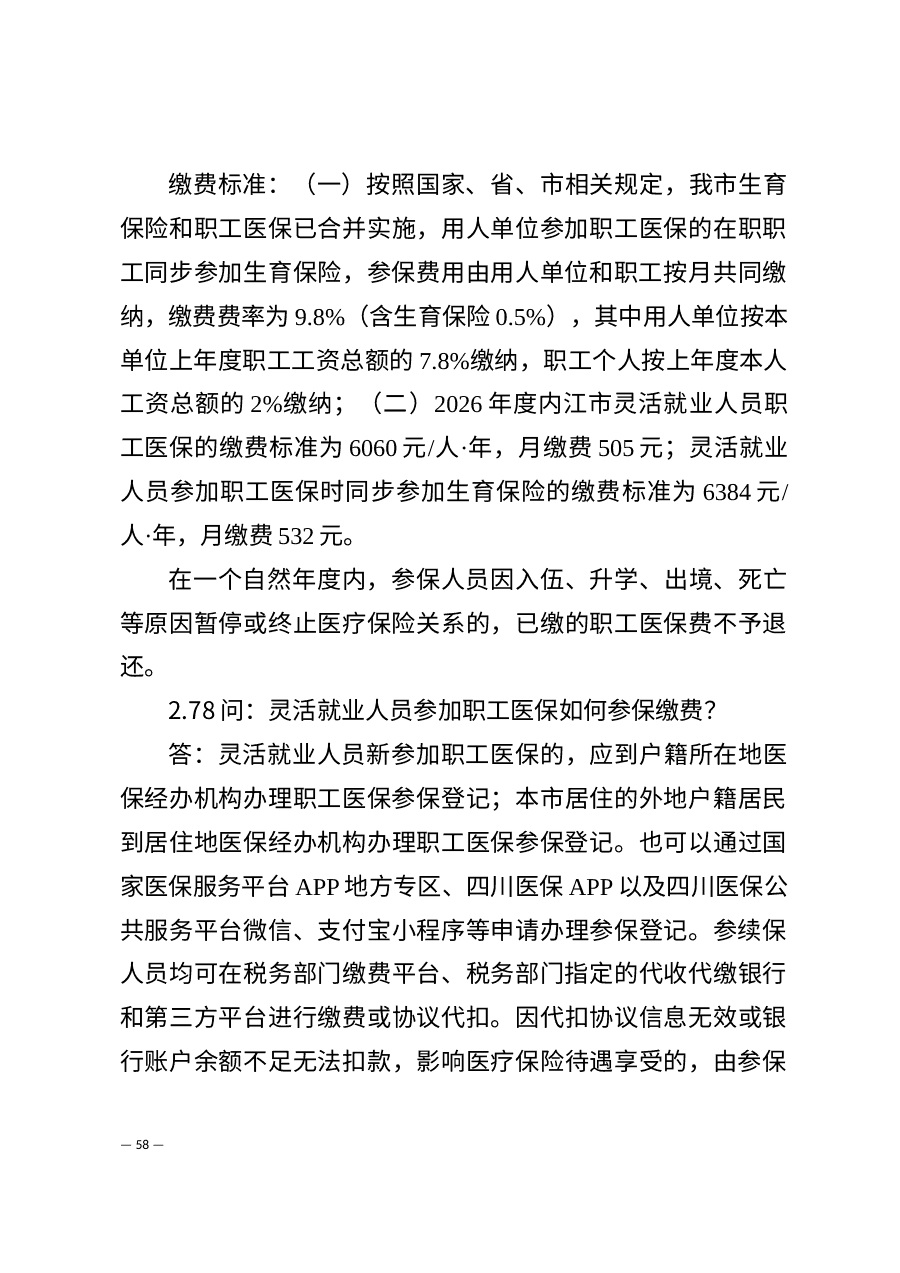 缴费标准：（一）按照国家、省、市相关规定，我市生育
保险和职工医保已合并实施，用人单位参加职工医保的在职职
工同步参加生育保险，参保费用由用人单位和职工按月共同缴
纳，缴费费率为 9.8%（含生育保险 0.5%），其中用人单位按本
单位上年度职工工资总额的 7.8%缴纳，职工个人按上年度本人
工资总额的 2%缴纳；（二）2026 年度内江市灵活就业人员职
工医保的缴费标准为 6060 元/人·年，月缴费 505 元；灵活就业
人员参加职工医保时同步参加生育保险的缴费标准为 6384 元/
人·年，月缴费 532 元。
在一个自然年度内，参保人员因入伍、升学、出境、死亡
等原因暂停或终止医疗保险关系的，已缴的职工医保费不予退
还。
2.78 问：灵活就业人员参加职工医保如何参保缴费？
答：灵活就业人员新参加职工医保的，应到户籍所在地医
保经办机构办理职工医保参保登记；本市居住的外地户籍居民
到居住地医保经办机构办理职工医保参保登记。也可以通过国
家医保服务平台 APP 地方专区、四川医保 APP 以及四川医保公
共服务平台微信、支付宝小程序等申请办理参保登记。参续保
人员均可在税务部门缴费平台、税务部门指定的代收代缴银行
和第三方平台进行缴费或协议代扣。因代扣协议信息无效或银
行账户余额不足无法扣款，影响医疗保险待遇享受的，由参保
— 58 —